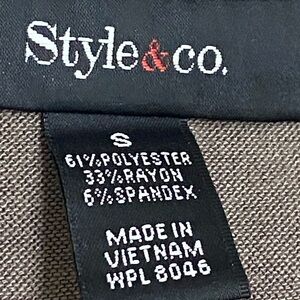 Style&co.
S
61%POLYESTER
33%RAYON
6%SPANDEX
MADE IN
VIETNAM
WPL 8046